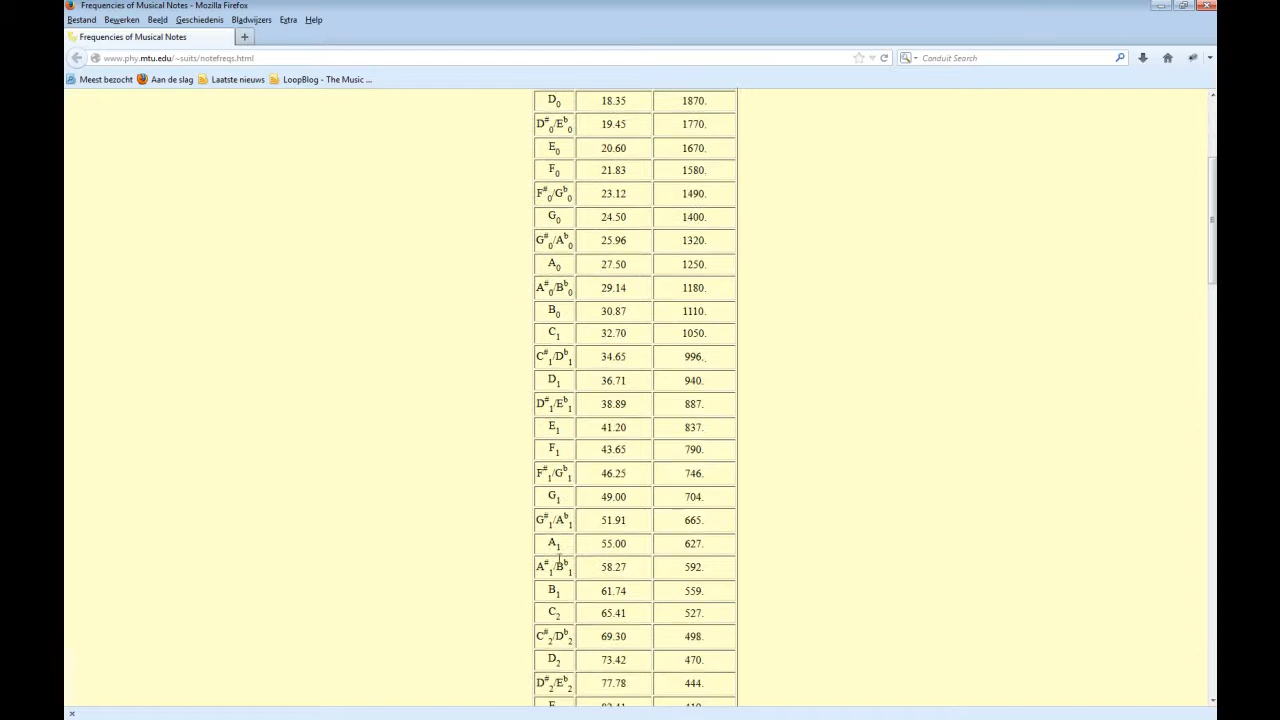 Frequencies of Musical Notes - Mozilla Firefox
Bestand Bewerken Beeld Geschiedenis Bladwijzers Extra Help
Frequencies of Musical Notes
www.phy.mtu.edu/~suits/notefreqs.html Conduit Search
Meest bezocht Aan de slag Laatste nieuws LoopBlog - The Music ...
D0 18.35 1870.
D#0/Eb0 19.45 1770.
E0 20.60 1670.
F0 21.83 1580.
F#0/Gb0 23.12 1490.
G0 24.50 1400.
G#0/Ab0 25.96 1320.
A0 27.50 1250.
A#0/Bb0 29.14 1180.
B0 30.87 1110.
C1 32.70 1050.
C#1/Db1 34.65 996.
D1 36.71 940.
D#1/Eb1 38.89 887.
E1 41.20 837.
F1 43.65 790.
F#1/Gb1 46.25 746.
G1 49.00 704.
G#1/Ab1 51.91 665.
A1 55.00 627.
A#1/Bb1 58.27 592.
B1 61.74 559.
C2 65.41 527.
C#2/Db2 69.30 498.
D2 73.42 470.
D#2/Eb2 77.78 444.